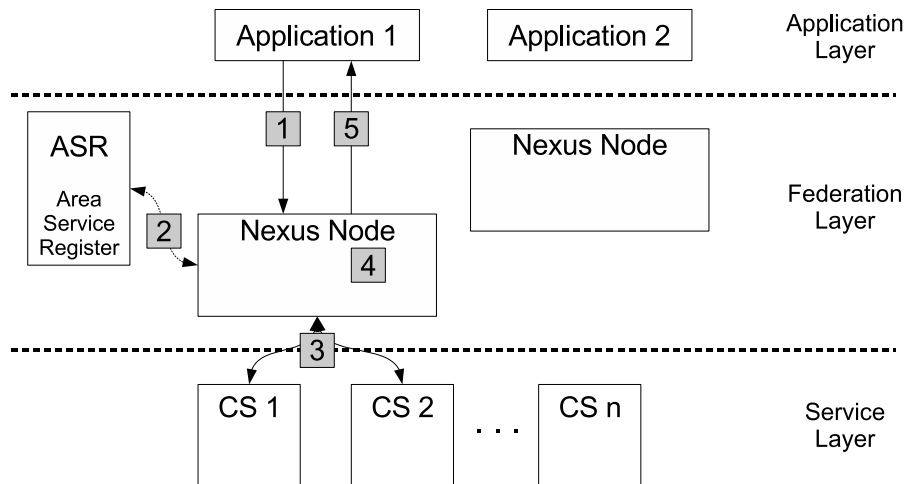 Application 1
Application 2
Application
Layer
1
5
ASR
Area
Service
Register
2
Nexus Node
4
Nexus Node
Federation
Layer
3
CS 1
CS 2
. . .
CS n
Service
Layer